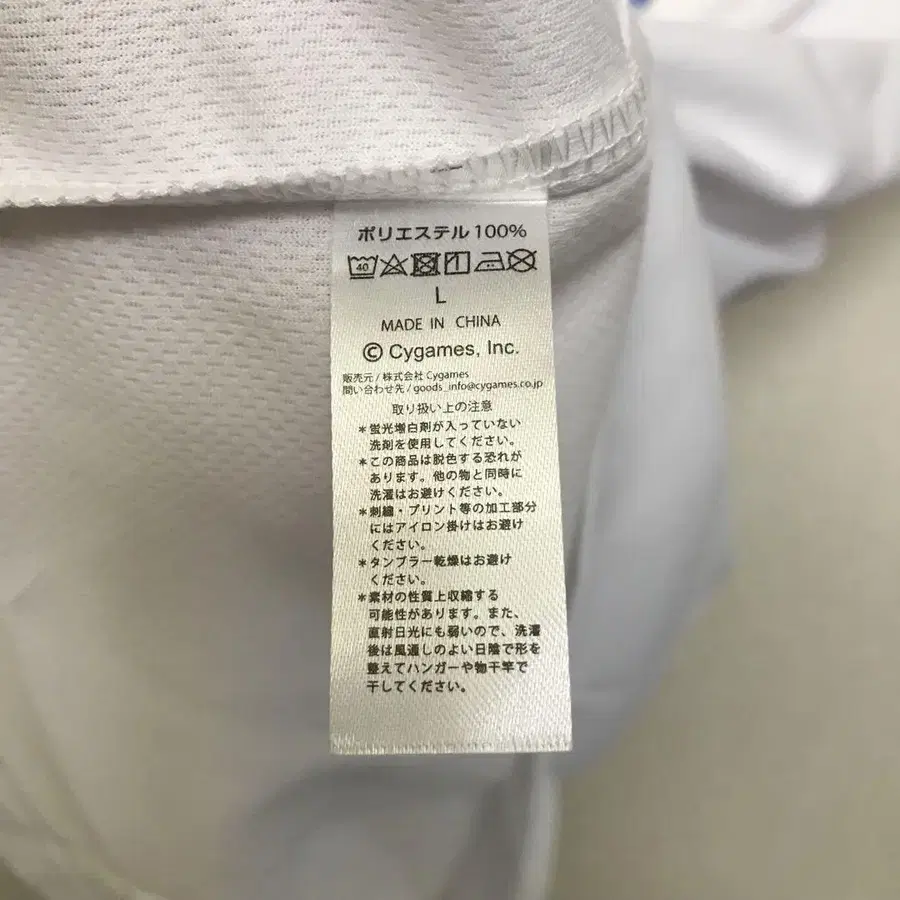 ポリエステル 100%
40
L
MADE IN CHINA
© Cygames, Inc.
販売元 / 株式会社 Cygames
問い合わせ先 / goods_info@cygames.co.jp
取り扱い上の注意
＊蛍光増白剤が入っていない
洗剤を使用してください。
＊この商品は脱色する恐れが
あります。他の物と同時に
洗濯はお避けください。
＊刺繍・プリント等の加工部分
にはアイロン掛けはお避け
ください。
＊タンブラー乾燥はお避け
ください。
＊素材の性質上収縮する
可能性があります。また、
直射日光にも弱いので、洗濯
後は風通しのよい日陰で形を
整えてハンガーや物干竿で
干してください。